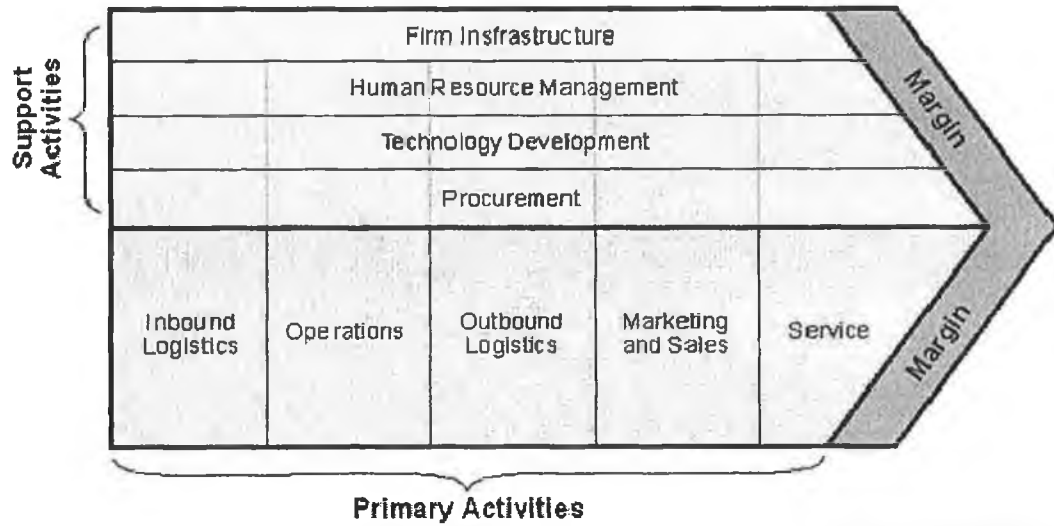 Support
Activities
Firm Insfrastructure
Human Resource Management
Technology Development
Procurement
Margin
Inbound
Logistics
Operations
Outbound
Logistics
Marketing
and Sales
Service
Margin
Primary Activities